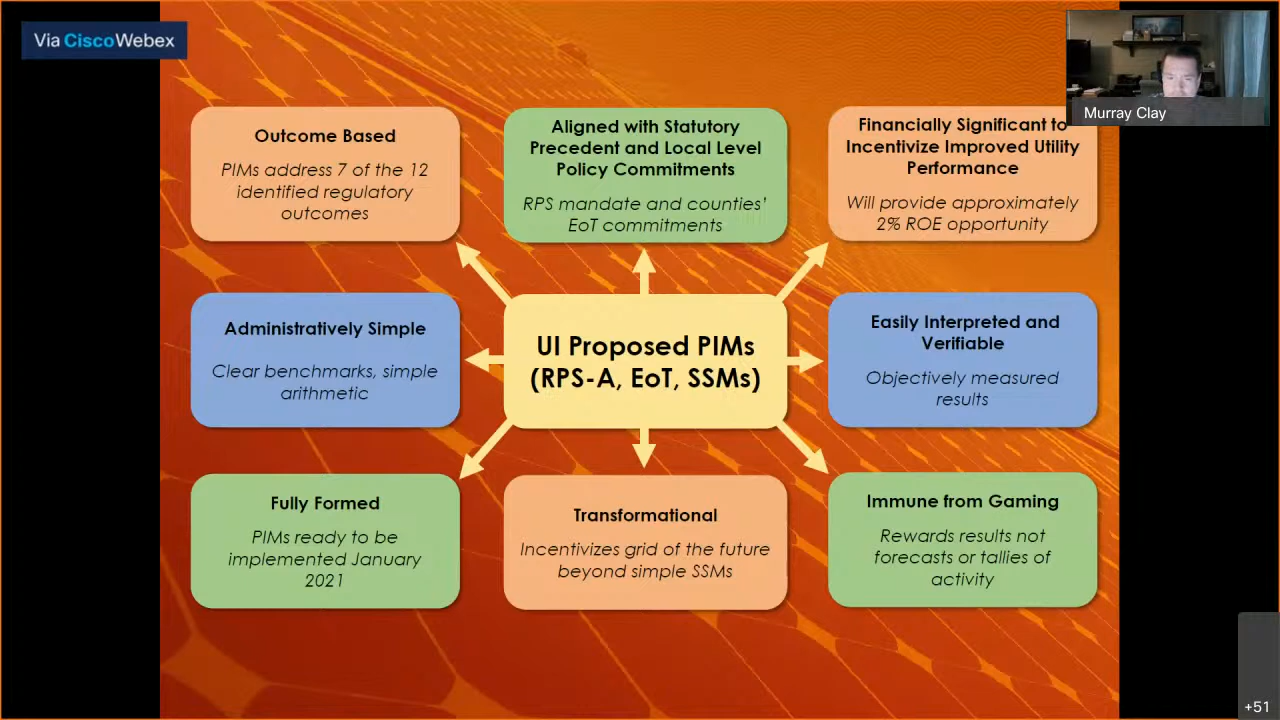 Via CiscoWebex
Murray Clay
Outcome Based
PIMs address 7 of the 12
identified regulatory
outcomes
Aligned with Statutory
Precedent and Local Level
Policy Commitments
RPS mandate and counties’
EoT commitments
Financially Significant to
Incentivize Improved Utility
Performance
Will provide approximately
2% ROE opportunity
Administratively Simple
Clear benchmarks, simple
arithmetic
UI Proposed PIMs
(RPS-A, EoT, SSMs)
Easily Interpreted and
Verifiable
Objectively measured
results
Fully Formed
PIMs ready to be
implemented January
2021
Transformational
Incentivizes grid of the future
beyond simple SSMs
Immune from Gaming
Rewards results not
forecasts or tallies of
activity
+51